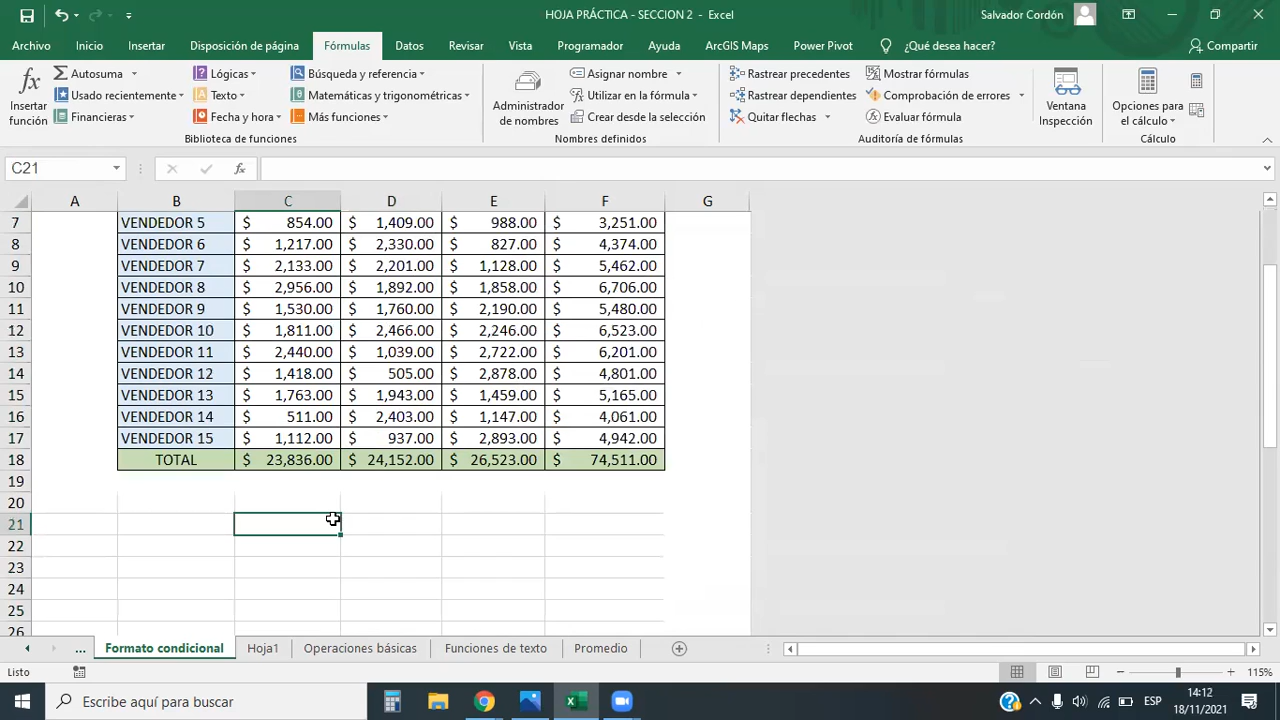 HOJA PRÁCTICA - SECCION 2 - Excel
Salvador Cordón
Archivo Inicio Insertar Disposición de página Fórmulas Datos Revisar Vista Programador Ayuda ArcGIS Maps Power Pivot ¿Qué desea hacer? Compartir
Insertar función
Autosuma
Usado recientemente
Financieras
Lógicas
Texto
Fecha y hora
Búsqueda y referencia
Matemáticas y trigonométricas
Más funciones
Biblioteca de funciones
Administrador de nombres
Asignar nombre
Utilizar en la fórmula
Crear desde la selección
Nombres definidos
Rastrear precedentes
Rastrear dependientes
Quitar flechas
Mostrar fórmulas
Comprobación de errores
Evaluar fórmula
Auditoría de fórmulas
Ventana Inspección
Opciones para el cálculo
Cálculo
C21
fx
A B C D E F G
7 VENDEDOR 5 $ 854.00 $ 1,409.00 $ 988.00 $ 3,251.00
8 VENDEDOR 6 $ 1,217.00 $ 2,330.00 $ 827.00 $ 4,374.00
9 VENDEDOR 7 $ 2,133.00 $ 2,201.00 $ 1,128.00 $ 5,462.00
10 VENDEDOR 8 $ 2,956.00 $ 1,892.00 $ 1,858.00 $ 6,706.00
11 VENDEDOR 9 $ 1,530.00 $ 1,760.00 $ 2,190.00 $ 5,480.00
12 VENDEDOR 10 $ 1,811.00 $ 2,466.00 $ 2,246.00 $ 6,523.00
13 VENDEDOR 11 $ 2,440.00 $ 1,039.00 $ 2,722.00 $ 6,201.00
14 VENDEDOR 12 $ 1,418.00 $ 505.00 $ 2,878.00 $ 4,801.00
15 VENDEDOR 13 $ 1,763.00 $ 1,943.00 $ 1,459.00 $ 5,165.00
16 VENDEDOR 14 $ 511.00 $ 2,403.00 $ 1,147.00 $ 4,061.00
17 VENDEDOR 15 $ 1,112.00 $ 937.00 $ 2,893.00 $ 4,942.00
18 TOTAL $ 23,836.00 $ 24,152.00 $ 26,523.00 $ 74,511.00
19
20
21
22
23
24
25
26
... Formato condicional Hoja1 Operaciones básicas Funciones de texto Promedio
Listo
115%
Escribe aquí para buscar
ESP
14:12
18/11/2021